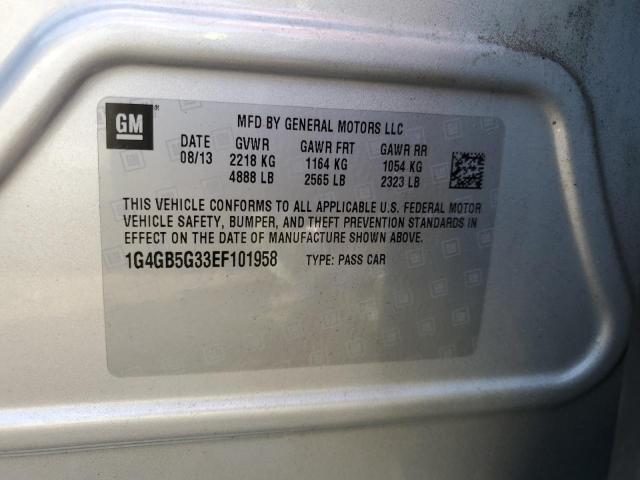 GM ®
MFD BY GENERAL MOTORS LLC
DATE GVWR GAWR FRT GAWR RR
08/13 2218 KG 1164 KG 1054 KG
4888 LB 2565 LB 2323 LB
THIS VEHICLE CONFORMS TO ALL APPLICABLE U.S. FEDERAL MOTOR
VEHICLE SAFETY, BUMPER, AND THEFT PREVENTION STANDARDS IN
EFFECT ON THE DATE OF MANUFACTURE SHOWN ABOVE.
1G4GB5G33EF101958 TYPE: PASS CAR